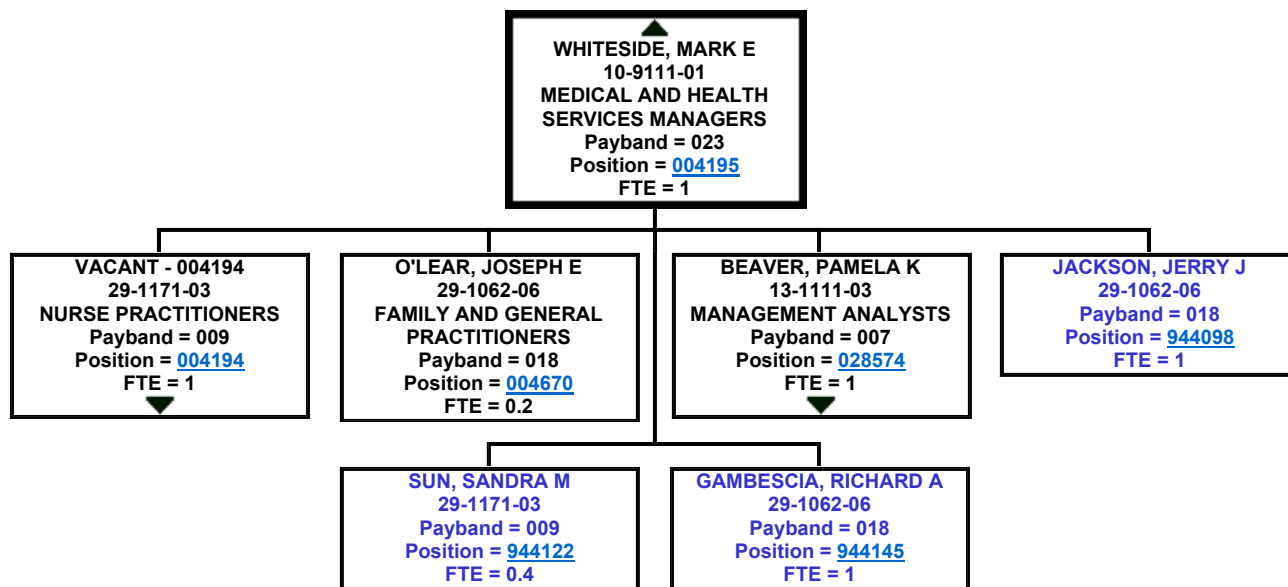 WHITESIDE, MARK E
10-9111-01
MEDICAL AND HEALTH
SERVICES MANAGERS
Payband = 023
Position = 004195
FTE = 1
VACANT - 004194
29-1171-03
NURSE PRACTITIONERS
Payband = 009
Position = 004194
FTE = 1
O'LEAR, JOSEPH E
29-1062-06
FAMILY AND GENERAL
PRACTITIONERS
Payband = 018
Position = 004670
FTE = 0.2
BEAVER, PAMELA K
13-1111-03
MANAGEMENT ANALYSTS
Payband = 007
Position = 028574
FTE = 1
JACKSON, JERRY J
29-1062-06
Payband = 018
Position = 944098
FTE = 1
SUN, SANDRA M
29-1171-03
Payband = 009
Position = 944122
FTE = 0.4
GAMBESCIA, RICHARD A
29-1062-06
Payband = 018
Position = 944145
FTE = 1